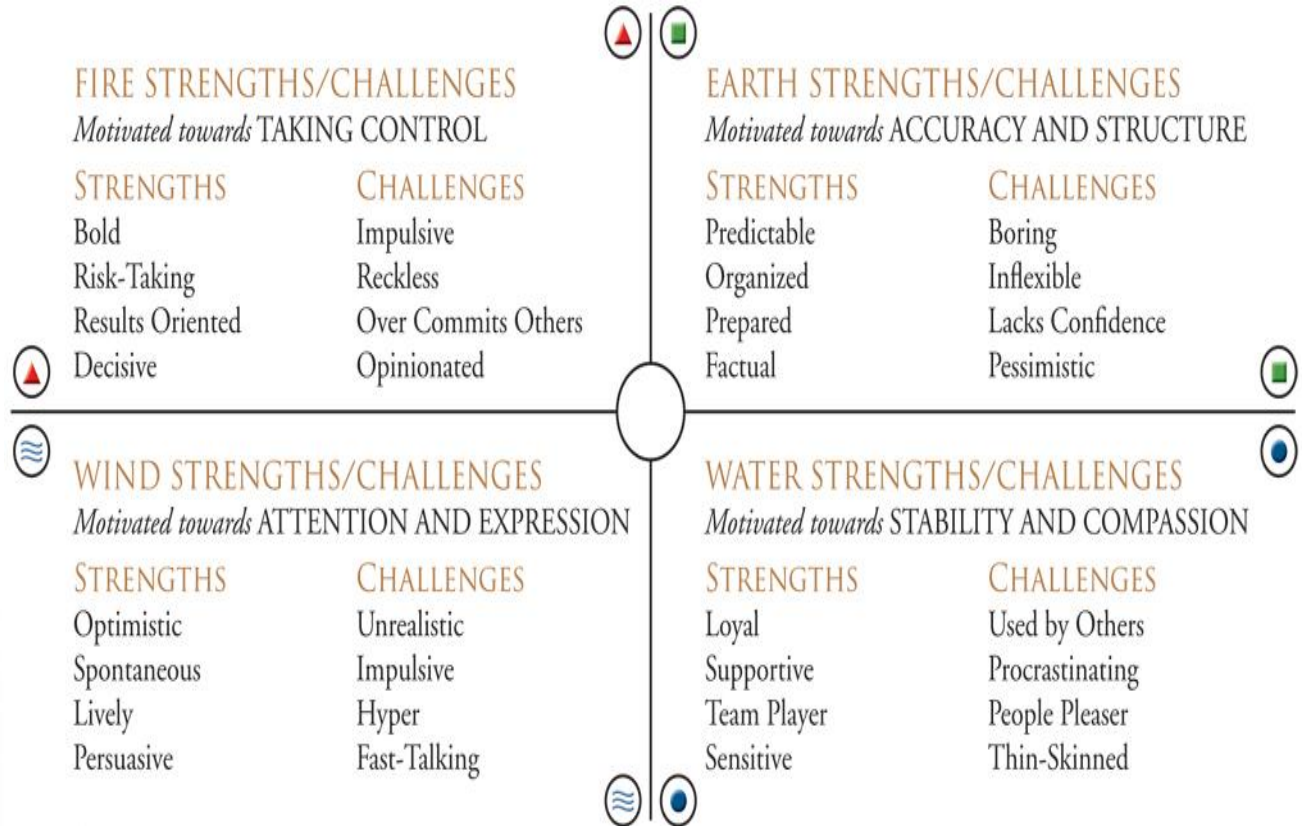 FIRE STRENGTHS/CHALLENGES
Motivated towards TAKING CONTROL
STRENGTHS CHALLENGES
Bold Impulsive
Risk-Taking Reckless
Results Oriented Over Commits Others
Decisive Opinionated
EARTH STRENGTHS/CHALLENGES
Motivated towards ACCURACY AND STRUCTURE
STRENGTHS CHALLENGES
Predictable Boring
Organized Inflexible
Prepared Lacks Confidence
Factual Pessimistic
WIND STRENGTHS/CHALLENGES
Motivated towards ATTENTION AND EXPRESSION
STRENGTHS CHALLENGES
Optimistic Unrealistic
Spontaneous Impulsive
Lively Hyper
Persuasive Fast-Talking
WATER STRENGTHS/CHALLENGES
Motivated towards STABILITY AND COMPASSION
STRENGTHS CHALLENGES
Loyal Used by Others
Supportive Procrastinating
Team Player People Pleaser
Sensitive Thin-Skinned